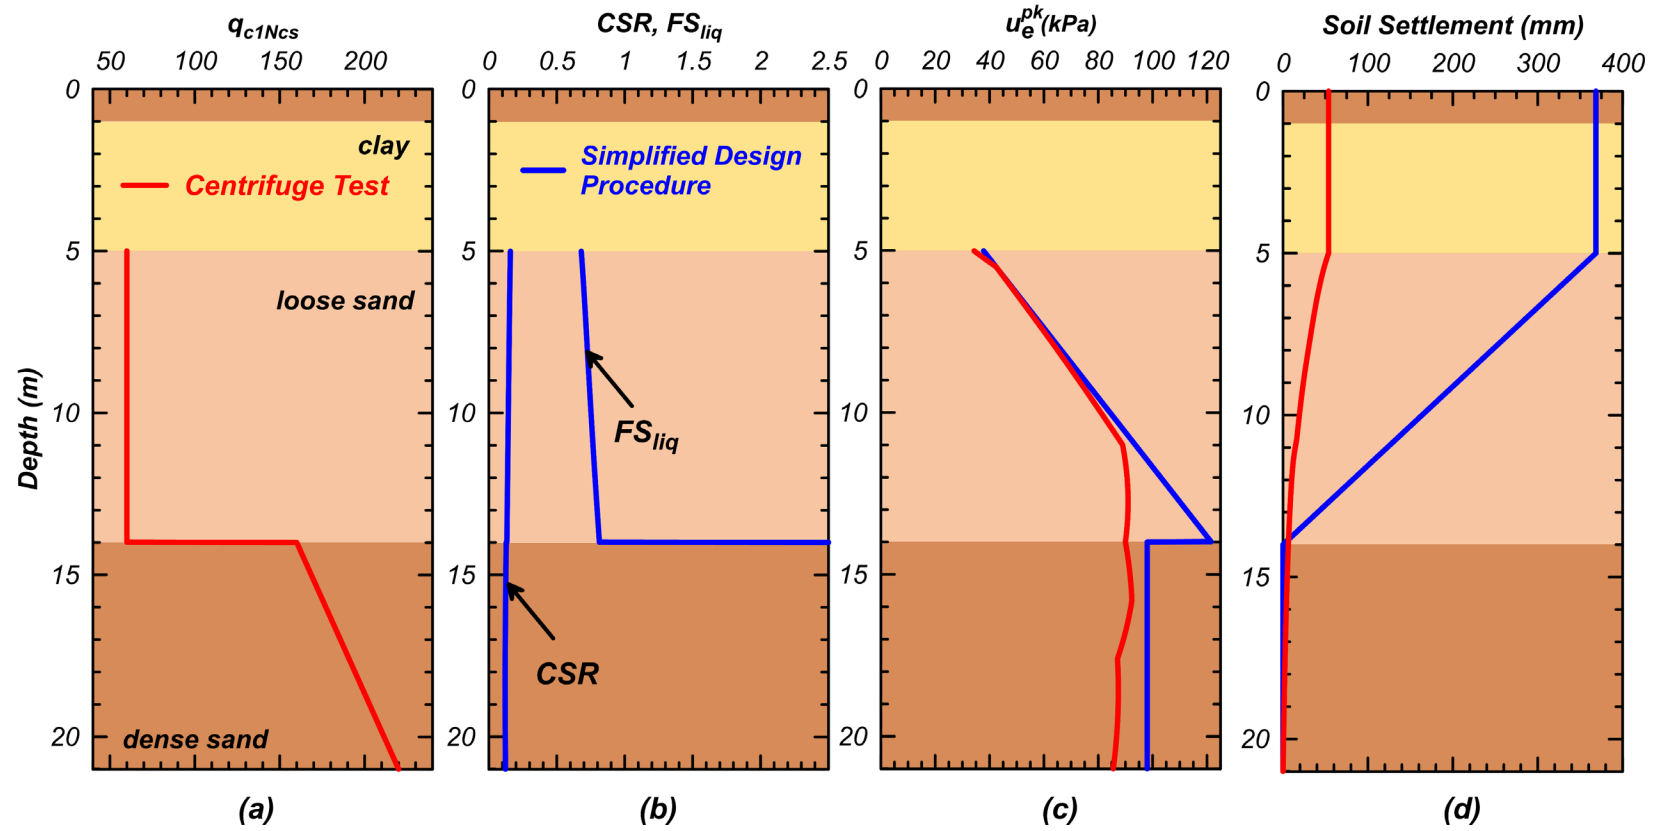 q_c1Ncs
CSR, FS_liq
u_e^pk(kPa)
Soil Settlement (mm)
50 100 150 200
0 0.5 1 1.5 2 2.5
0 20 40 60 80 100 120
0 100 200 300 400
0 0 0 0
clay
Centrifuge Test
Simplified Design
Procedure
5 5 5 5
loose sand
10 10 10 10
FS_liq
Depth (m)
15 15 15 15
CSR
dense sand
20 20 20 20
(a) (b) (c) (d)